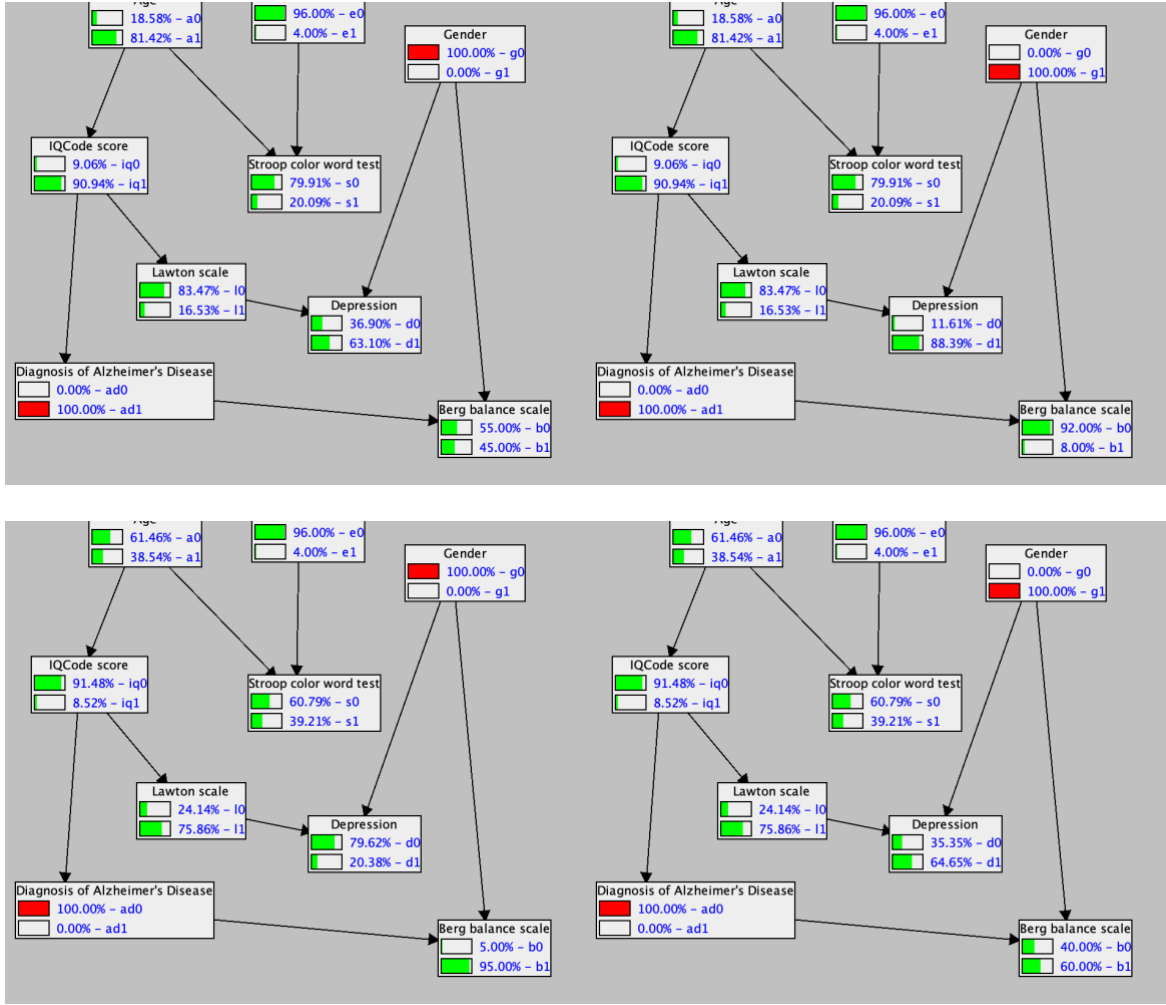 18.58% – a0
81.42% – a1
96.00% – e0
4.00% – e1
Gender
100.00% – g0
0.00% – g1
IQCode score
9.06% – iq0
90.94% – iq1
Stroop color word test
79.91% – s0
20.09% – s1
Lawton scale
83.47% – l0
16.53% – l1
Depression
36.90% – d0
63.10% – d1
Diagnosis of Alzheimer's Disease
0.00% – ad0
100.00% – ad1
Berg balance scale
55.00% – b0
45.00% – b1
18.58% – a0
81.42% – a1
96.00% – e0
4.00% – e1
Gender
0.00% – g0
100.00% – g1
IQCode score
9.06% – iq0
90.94% – iq1
Stroop color word test
79.91% – s0
20.09% – s1
Lawton scale
83.47% – l0
16.53% – l1
Depression
11.61% – d0
88.39% – d1
Diagnosis of Alzheimer's Disease
0.00% – ad0
100.00% – ad1
Berg balance scale
92.00% – b0
8.00% – b1
Age
61.46% – a0
38.54% – a1
96.00% – e0
4.00% – e1
Gender
100.00% – g0
0.00% – g1
IQCode score
91.48% – iq0
8.52% – iq1
Stroop color word test
60.79% – s0
39.21% – s1
Lawton scale
24.14% – l0
75.86% – l1
Depression
79.62% – d0
20.38% – d1
Diagnosis of Alzheimer's Disease
100.00% – ad0
0.00% – ad1
Berg balance scale
5.00% – b0
95.00% – b1
Age
61.46% – a0
38.54% – a1
96.00% – e0
4.00% – e1
Gender
0.00% – g0
100.00% – g1
IQCode score
91.48% – iq0
8.52% – iq1
Stroop color word test
60.79% – s0
39.21% – s1
Lawton scale
24.14% – l0
75.86% – l1
Depression
35.35% – d0
64.65% – d1
Diagnosis of Alzheimer's Disease
100.00% – ad0
0.00% – ad1
Berg balance scale
40.00% – b0
60.00% – b1